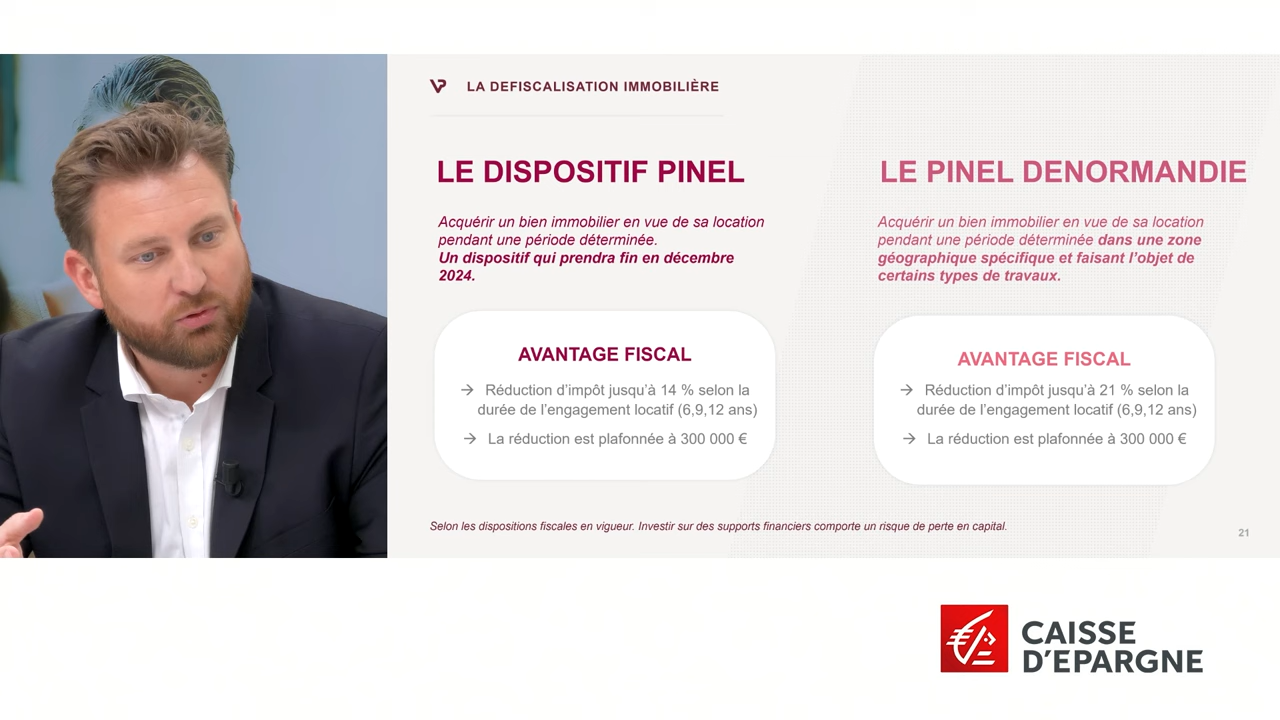 LA DEFISCALISATION IMMOBILIÈRE
LE DISPOSITIF PINEL
Acquérir un bien immobilier en vue de sa location
pendant une période déterminée.
Un dispositif qui prendra fin en décembre
2024.
AVANTAGE FISCAL
→ Réduction d’impôt jusqu’à 14 % selon la
durée de l’engagement locatif (6,9,12 ans)
→ La réduction est plafonnée à 300 000 €
LE PINEL DENORMANDIE
Acquérir un bien immobilier en vue de sa location
pendant une période déterminée dans une zone
géographique spécifique et faisant l’objet de
certains types de travaux.
AVANTAGE FISCAL
→ Réduction d’impôt jusqu’à 21 % selon la
durée de l’engagement locatif (6,9,12 ans)
→ La réduction est plafonnée à 300 000 €
Selon les dispositions fiscales en vigueur. Investir sur des supports financiers comporte un risque de perte en capital.
21
CAISSE
D’EPARGNE